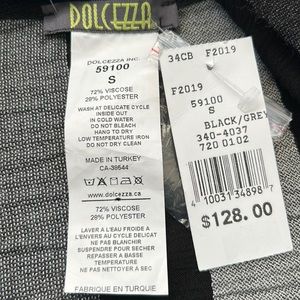 DOLCEZZA
DOLCEZZA INC.
59100
S
72% VISCOSE
28% POLYESTER
WASH AT DELICATE CYCLE
INSIDE OUT
IN COLD WATER
DO NOT BLEACH
HANG TO DRY
LOW TEMPERATURE IRON
DO NOT DRY CLEAN
MADE IN TURKEY
CA-39544
www.dolcezza.ca
72% VISCOSE
28% POLYESTER
LAVER A L'EAU FROIDE A
L'ENVERS AU CYCLE DELICAT
NE PAS BLANCHIR
SUSPENDRE POUR SECHER
REPASSER A BASSE
TEMPERATURE
NE PAS NETTOYER A SEC
FABRIQUE EN TURQUIE
34CB F2019
F2019
59100
S
BLACK/GREY
340-4037
720 0102
4 10031 34898 7
$128.00